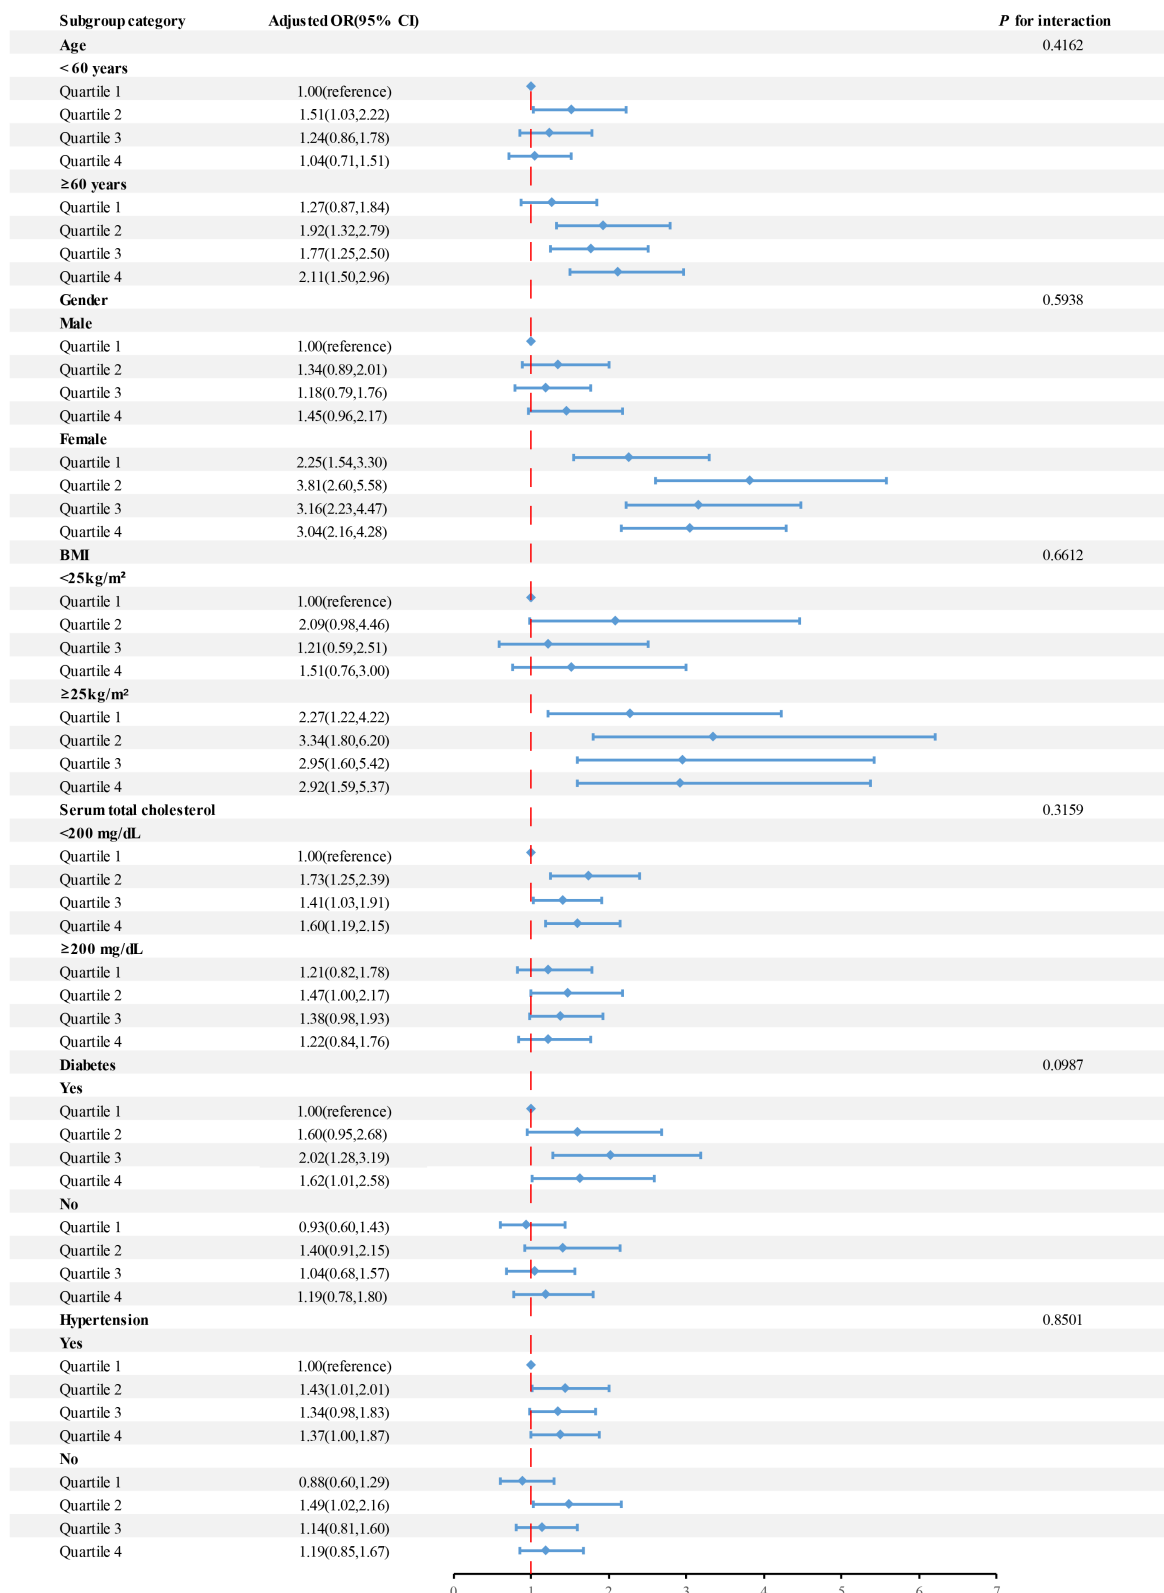 Subgroup category Adjusted OR(95% CI) P for interaction
Age 0.4162
< 60 years
Quartile 1 1.00(reference)
Quartile 2 1.51(1.03,2.22)
Quartile 3 1.24(0.86,1.78)
Quartile 4 1.04(0.71,1.51)
≥60 years
Quartile 1 1.27(0.87,1.84)
Quartile 2 1.92(1.32,2.79)
Quartile 3 1.77(1.25,2.50)
Quartile 4 2.11(1.50,2.96)
Gender 0.5938
Male
Quartile 1 1.00(reference)
Quartile 2 1.34(0.89,2.01)
Quartile 3 1.18(0.79,1.76)
Quartile 4 1.45(0.96,2.17)
Female
Quartile 1 2.25(1.54,3.30)
Quartile 2 3.81(2.60,5.58)
Quartile 3 3.16(2.23,4.47)
Quartile 4 3.04(2.16,4.28)
BMI 0.6612
<25kg/m²
Quartile 1 1.00(reference)
Quartile 2 2.09(0.98,4.46)
Quartile 3 1.21(0.59,2.51)
Quartile 4 1.51(0.76,3.00)
≥25kg/m²
Quartile 1 2.27(1.22,4.22)
Quartile 2 3.34(1.80,6.20)
Quartile 3 2.95(1.60,5.42)
Quartile 4 2.92(1.59,5.37)
Serum total cholesterol 0.3159
<200 mg/dL
Quartile 1 1.00(reference)
Quartile 2 1.73(1.25,2.39)
Quartile 3 1.41(1.03,1.91)
Quartile 4 1.60(1.19,2.15)
≥200 mg/dL
Quartile 1 1.21(0.82,1.78)
Quartile 2 1.47(1.00,2.17)
Quartile 3 1.38(0.98,1.93)
Quartile 4 1.22(0.84,1.76)
Diabetes 0.0987
Yes
Quartile 1 1.00(reference)
Quartile 2 1.60(0.95,2.68)
Quartile 3 2.02(1.28,3.19)
Quartile 4 1.62(1.01,2.58)
No
Quartile 1 0.93(0.60,1.43)
Quartile 2 1.40(0.91,2.15)
Quartile 3 1.04(0.68,1.57)
Quartile 4 1.19(0.78,1.80)
Hypertension 0.8501
Yes
Quartile 1 1.00(reference)
Quartile 2 1.43(1.01,2.01)
Quartile 3 1.34(0.98,1.83)
Quartile 4 1.37(1.00,1.87)
No
Quartile 1 0.88(0.60,1.29)
Quartile 2 1.49(1.02,2.16)
Quartile 3 1.14(0.81,1.60)
Quartile 4 1.19(0.85,1.67)
0 1 2 3 4 5 6 7